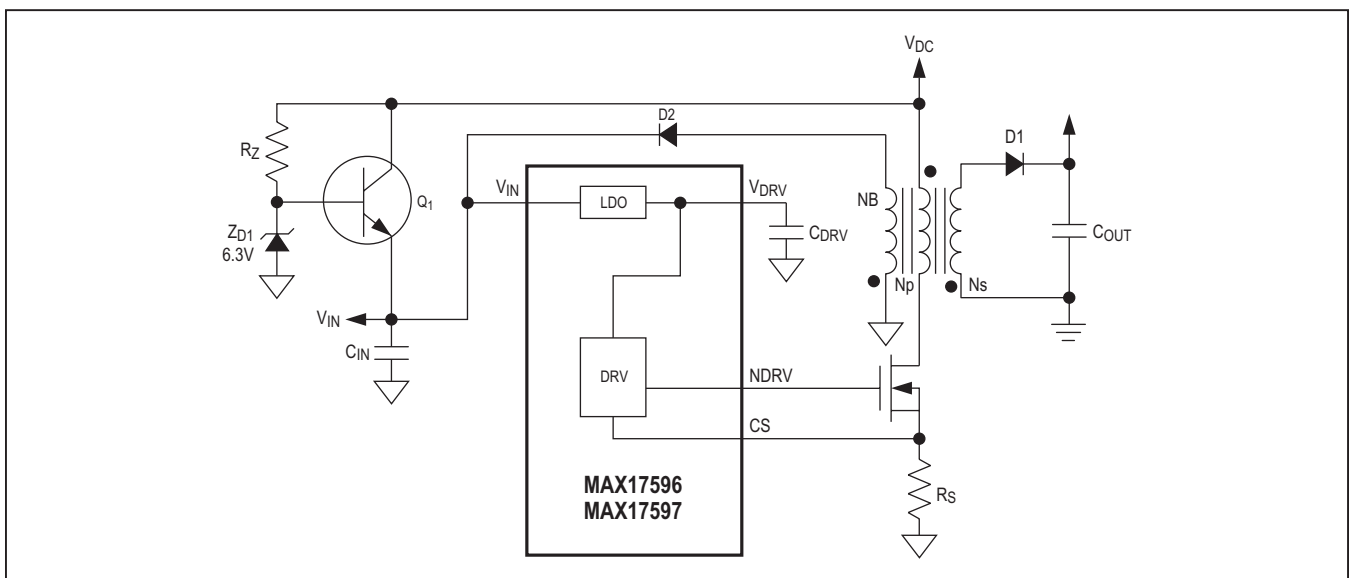 VDC
D2
D1
RZ
Q1
VIN
LDO
VDRV
NB
ZD1
6.3V
CDRV
COUT
Np
Ns
VIN
CIN
DRV
NDRV
CS
MAX17596
MAX17597
RS